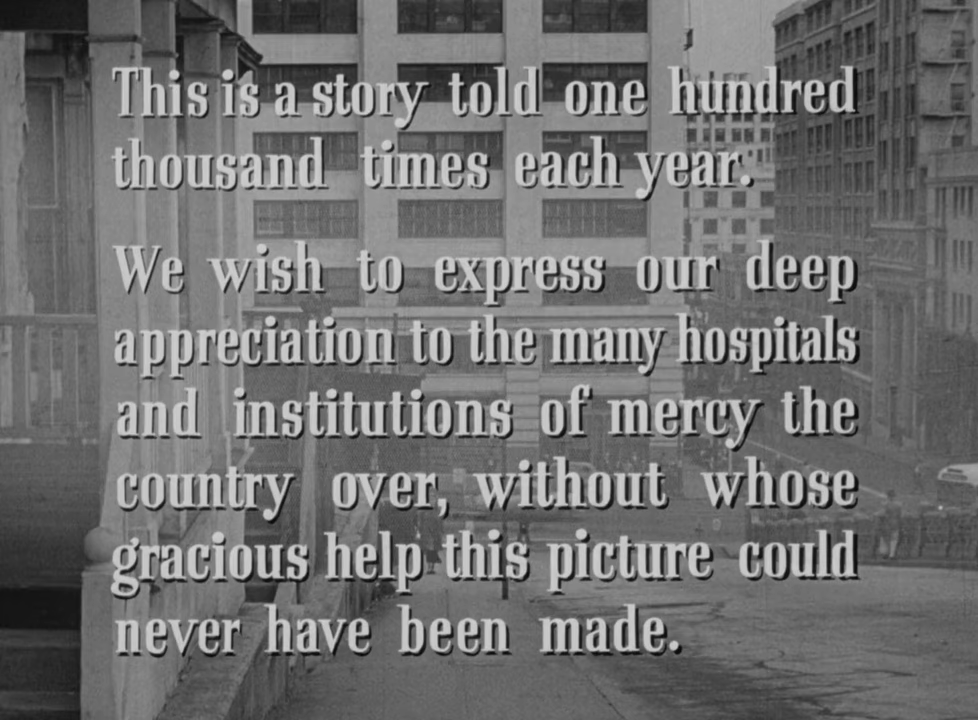 This is a story told one hundred
thousand times each year.
We wish to express our deep
appreciation to the many hospitals
and institutions of mercy the
country over, without whose
gracious help this picture could
never have been made.